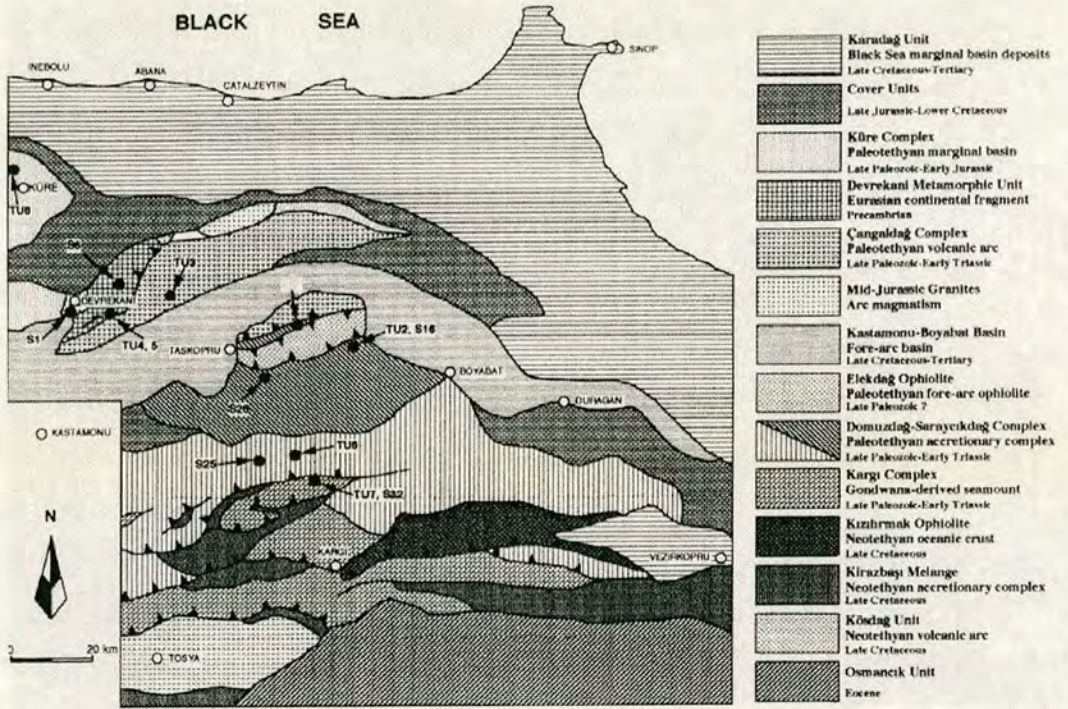 BLACK SEA
SINOP
INEBOLU
ABANA
CATALZEYTIN
KÜRE
TU8
S6
TU3
DEVREKANI
S1
TU4, 5
TASKOPRU
TU2, S16
BOYABAT
S26
DURAGAN
KASTAMONU
S25
TU6
TU7, S32
N
KARGI
VEZIRKOPRU
0 20 km
TOSYA
Karadağ Unit
Black Sea marginal basin deposits
Late Cretaceous-Tertiary
Cover Units
Late Jurassic-Lower Cretaceous
Küre Complex
Paleotethyan marginal basin
Late Paleozoic-Early Jurassic
Devrekani Metamorphic Unit
Eurasian continental fragment
Precambrian
Çangaldağ Complex
Paleotethyan volcanic arc
Late Paleozoic-Early Triassic
Mid-Jurassic Granites
Arc magmatism
Kastamonu-Boyabat Basin
Fore-arc basin
Late Cretaceous-Tertiary
Elekdağ Ophiolite
Paleotethyan fore-arc ophiolite
Late Paleozoic ?
Domuzdağ-Saraycıkdağ Complex
Paleotethyan accretionary complex
Late Paleozoic-Early Triassic
Kargı Complex
Gondwana-derived seamount
Late Paleozoic-Early Triassic
Kızılırmak Ophiolite
Neotethyan oceanic crust
Late Cretaceous
Kirazbaşı Melange
Neotethyan accretionary complex
Late Cretaceous
Kösdağ Unit
Neotethyan volcanic arc
Late Cretaceous
Osmancık Unit
Eocene